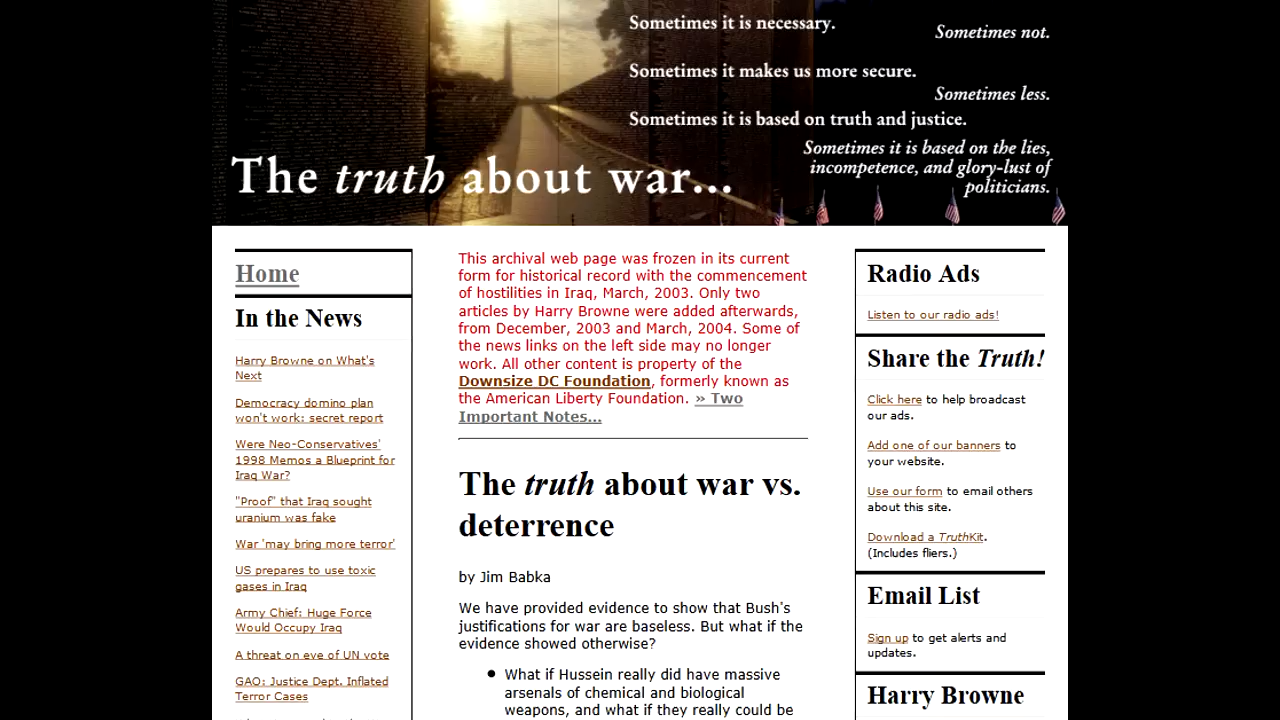 Sometimes it is necessary.
Sometimes not.
Sometimes it makes us more secure.
Sometimes less.
Sometimes it is based on truth and justice.
Sometimes it is based on the lies,
incompetence, and glory-lust of
politicians.
The truth about war...
Home
In the News
Harry Browne on What's
Next
Democracy domino plan
won't work: secret report
Were Neo-Conservatives'
1998 Memos a Blueprint for
Iraq War?
"Proof" that Iraq sought
uranium was fake
War 'may bring more terror'
US prepares to use toxic
gases in Iraq
Army Chief: Huge Force
Would Occupy Iraq
A threat on eve of UN vote
GAO: Justice Dept. Inflated
Terror Cases
This archival web page was frozen in its current
form for historical record with the commencement
of hostilities in Iraq, March, 2003. Only two
articles by Harry Browne were added afterwards,
from December, 2003 and March, 2004. Some of
the news links on the left side may no longer
work. All other content is property of the
Downsize DC Foundation, formerly known as
the American Liberty Foundation. » Two
Important Notes...
The truth about war vs.
deterrence
by Jim Babka
We have provided evidence to show that Bush's
justifications for war are baseless. But what if the
evidence showed otherwise?
• What if Hussein really did have massive
arsenals of chemical and biological
weapons, and what if they really could be
Radio Ads
Listen to our radio ads!
Share the Truth!
Click here to help broadcast
our ads.
Add one of our banners to
your website.
Use our form to email others
about this site.
Download a TruthKit.
(Includes fliers.)
Email List
Sign up to get alerts and
updates.
Harry Browne